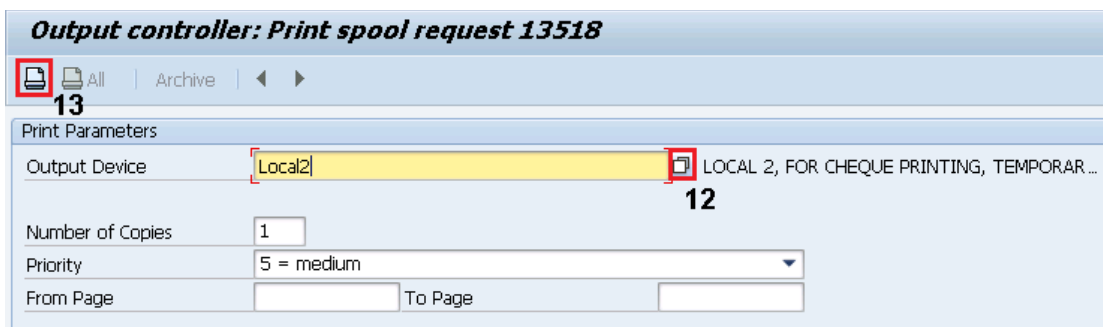 Output controller: Print spool request 13518
All Archive
13
Print Parameters
Output Device Local2 LOCAL 2, FOR CHEQUE PRINTING, TEMPORAR...
12
Number of Copies 1
Priority 5 = medium
From Page To Page